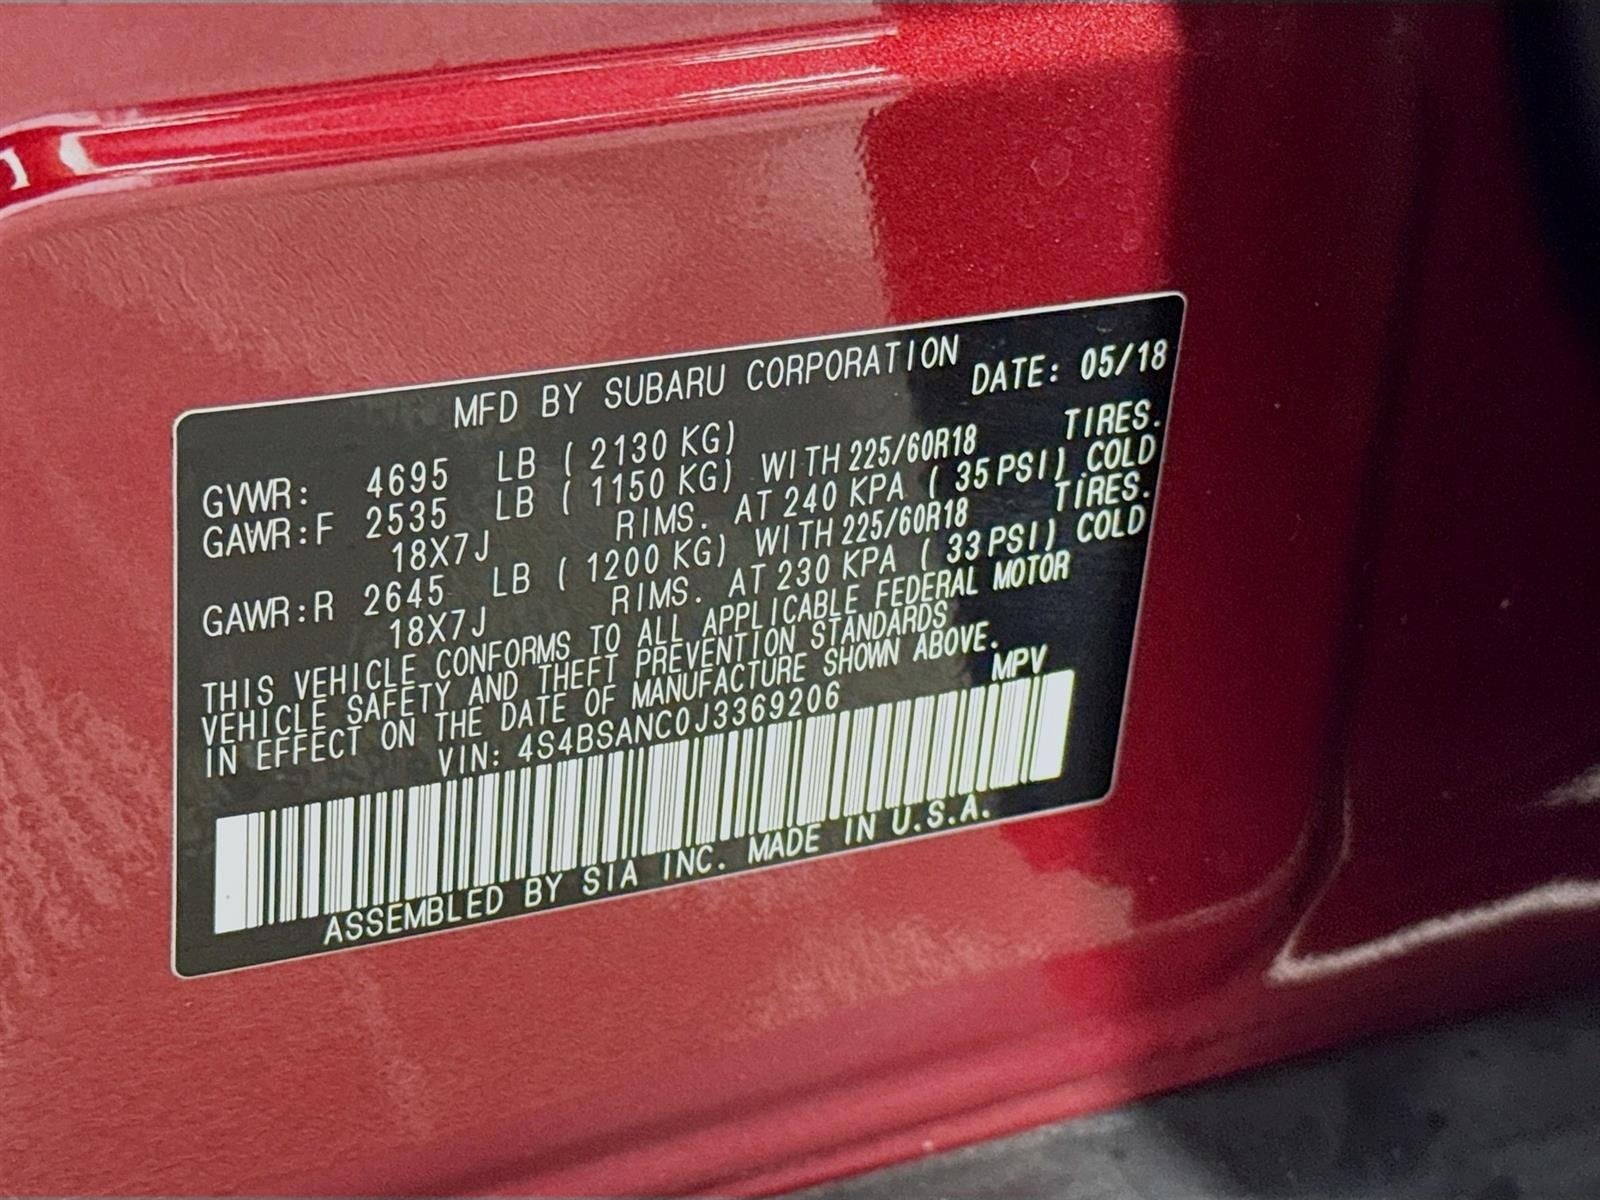 MFD BY SUBARU CORPORATION DATE: 05/18
GVWR: 4695 LB ( 2130 KG)
GAWR:F 2535 LB ( 1150 KG) WITH 225/60R18 TIRES.
18X7J RIMS. AT 240 KPA ( 35 PSI) COLD
GAWR:R 2645 LB ( 1200 KG) WITH 225/60R18 TIRES.
18X7J RIMS. AT 230 KPA ( 33 PSI) COLD
THIS VEHICLE CONFORMS TO ALL APPLICABLE FEDERAL MOTOR
VEHICLE SAFETY AND THEFT PREVENTION STANDARDS
IN EFFECT ON THE DATE OF MANUFACTURE SHOWN ABOVE.
VIN: 4S4BSANC0J3369206 MPV
ASSEMBLED BY SIA INC. MADE IN U.S.A.